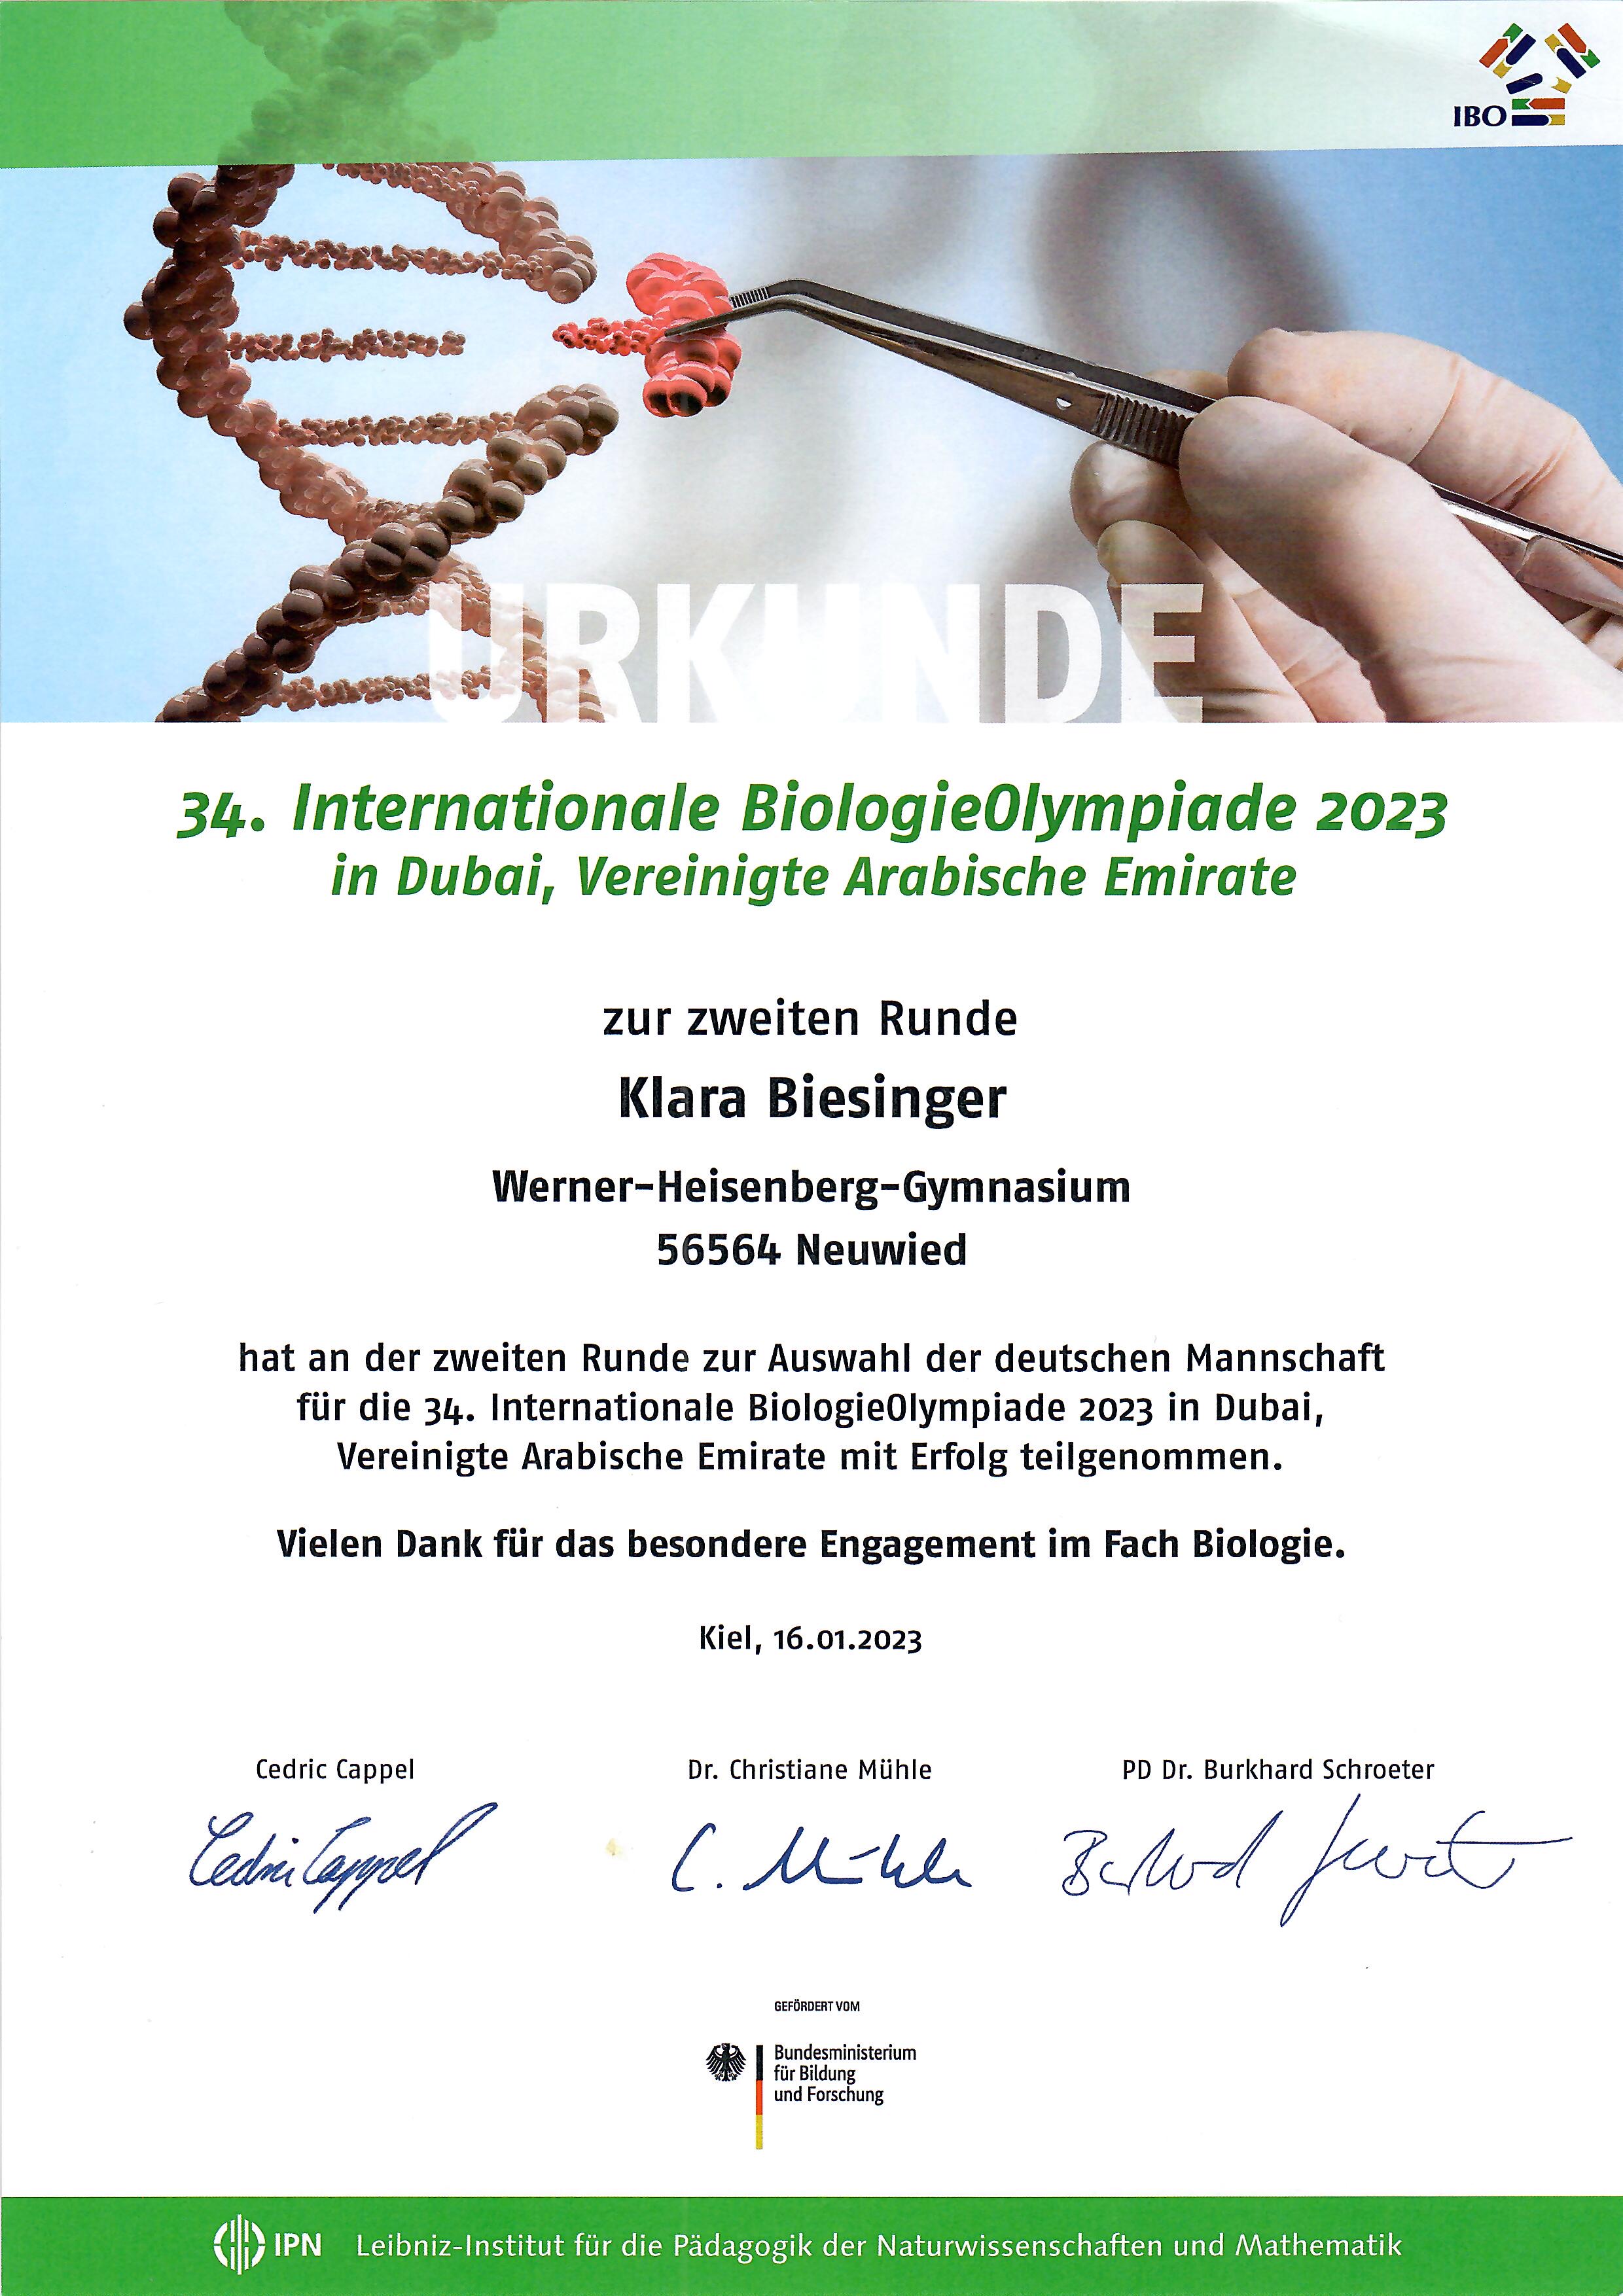 IBO
URKUNDE
34. Internationale BiologieOlympiade 2023
in Dubai, Vereinigte Arabische Emirate
zur zweiten Runde
Klara Biesinger
Werner-Heisenberg-Gymnasium
56564 Neuwied
hat an der zweiten Runde zur Auswahl der deutschen Mannschaft
für die 34. Internationale BiologieOlympiade 2023 in Dubai,
Vereinigte Arabische Emirate mit Erfolg teilgenommen.
Vielen Dank für das besondere Engagement im Fach Biologie.
Kiel, 16.01.2023
Cedric Cappel Dr. Christiane Mühle PD Dr. Burkhard Schroeter
Cedric Cappel C. Mühle Burkhard Schroeter
GEFÖRDERT VOM
Bundesministerium
für Bildung
und Forschung
IPN Leibniz-Institut für die Pädagogik der Naturwissenschaften und Mathematik